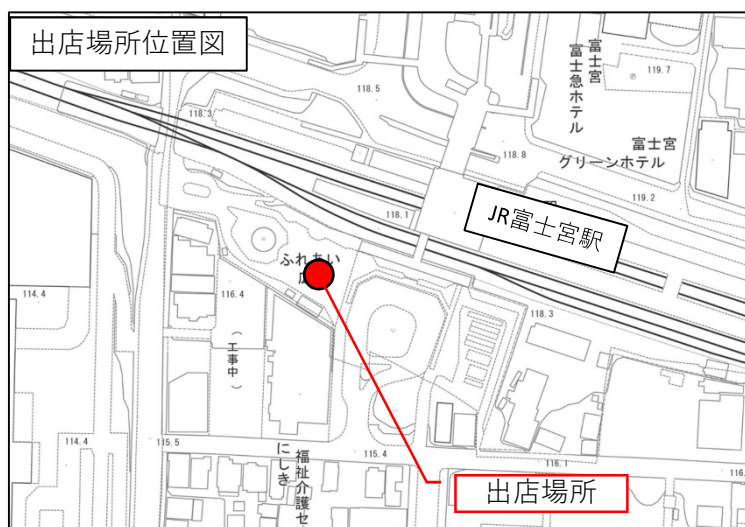 出店場所位置図
118.5
119.7
富士宮
富士急ホテル
118.3
富士宮
グリーンホテル
118.8
119.2
JR富士宮駅
118.1
ふれあい
114.4
116.4
118.3
(工事中)
114.4
115.5
115.4
116.1
116.
福祉介護セ
にしき
出店場所